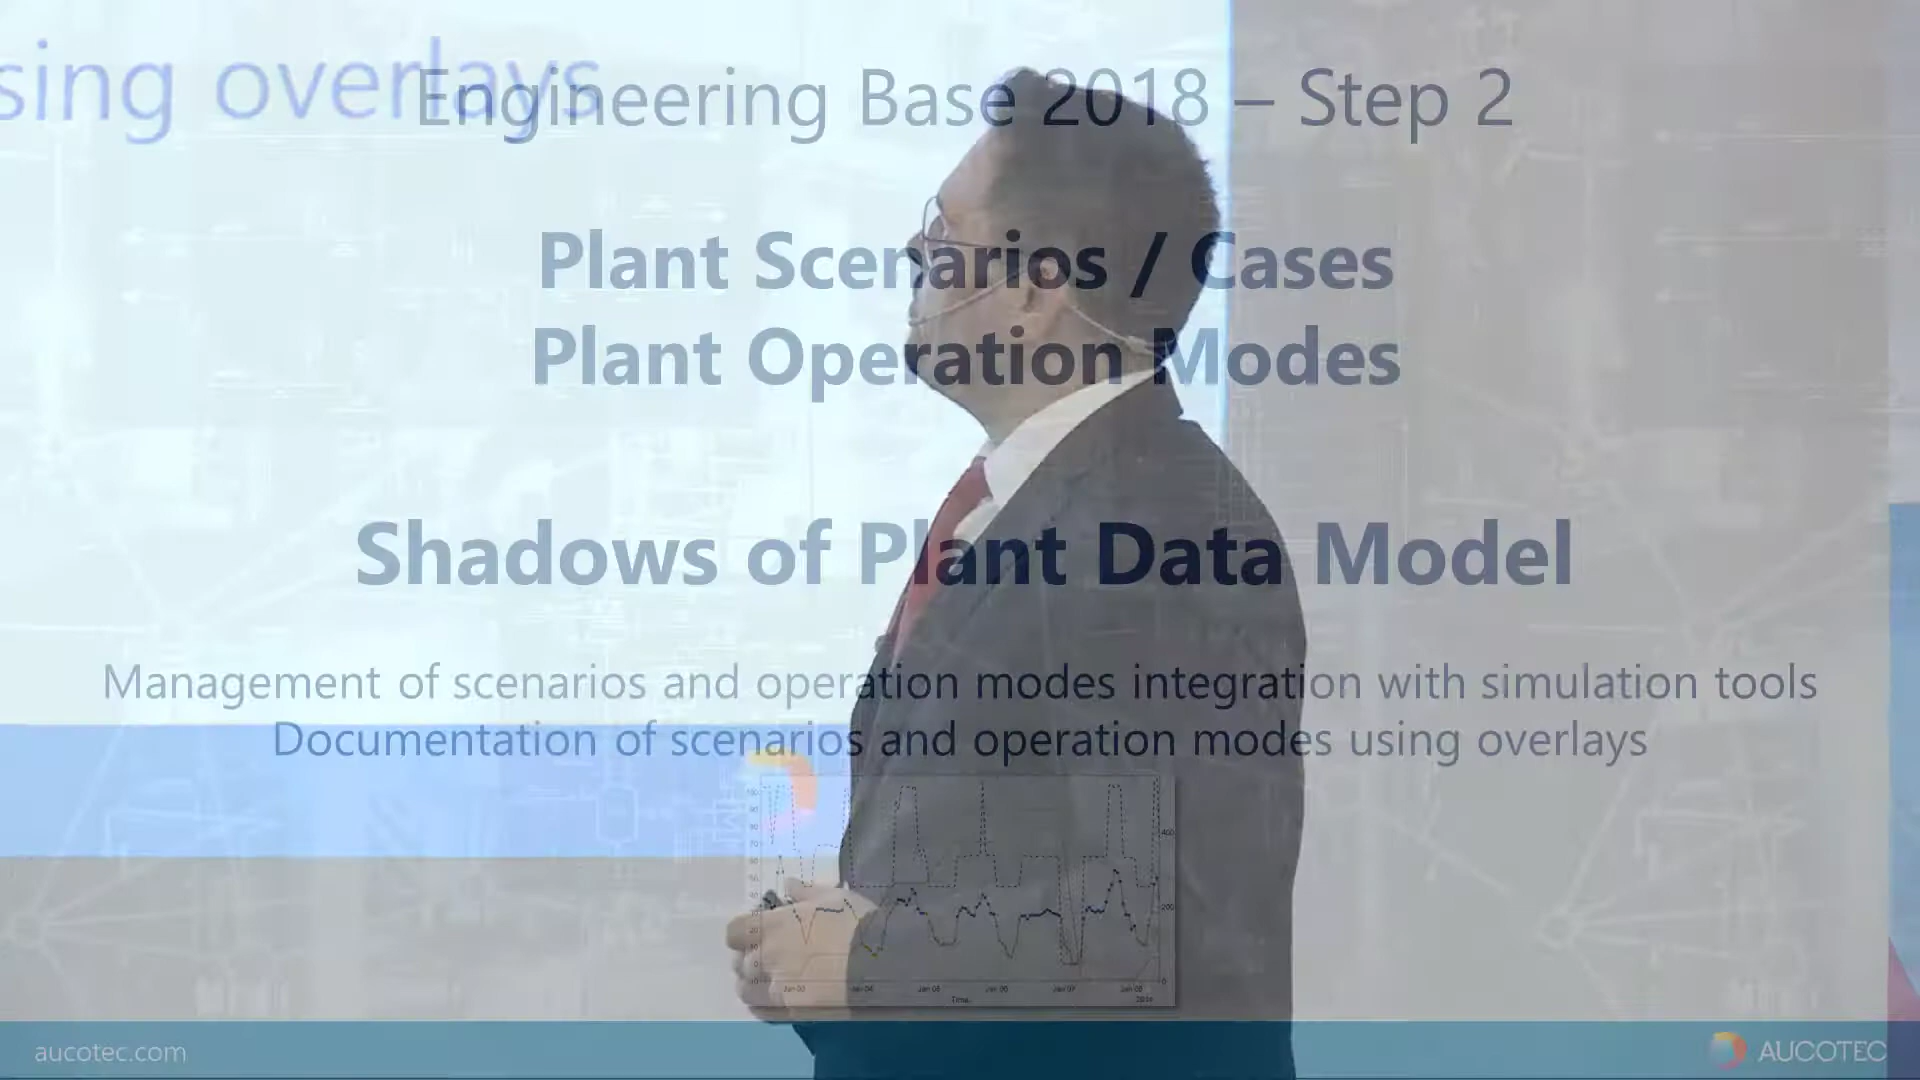 sing overlays
Engineering Base 2018 – Step 2
Plant Scenarios / Cases
Plant Operation Modes
Shadows of Plant Data Model
Management of scenarios and operation modes integration with simulation tools
Documentation of scenarios and operation modes using overlays
Time
aucotec.com
AUCOTEC